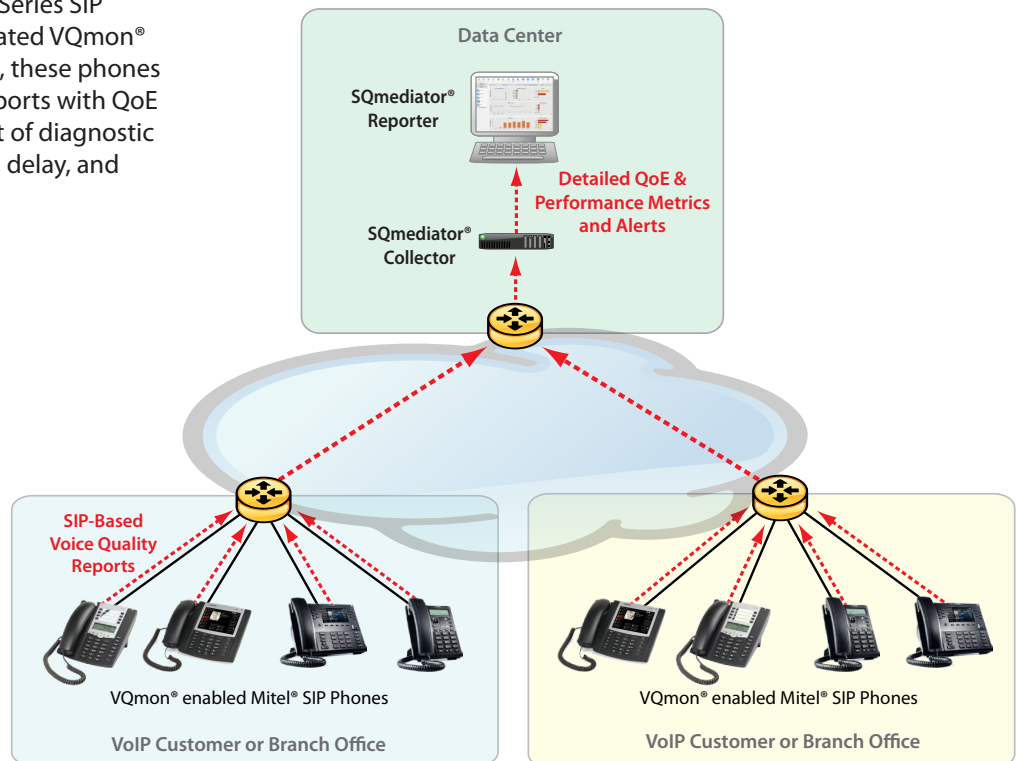 Series SIP
ated VQmon®
, these phones
ports with QoE
t of diagnostic
delay, and
Data Center
SQmediator®
Reporter
Detailed QoE &
Performance Metrics
and Alerts
SQmediator®
Collector
SIP-Based
Voice Quality
Reports
VQmon® enabled Mitel® SIP Phones
VoIP Customer or Branch Office
VQmon® enabled Mitel® SIP Phones
VoIP Customer or Branch Office